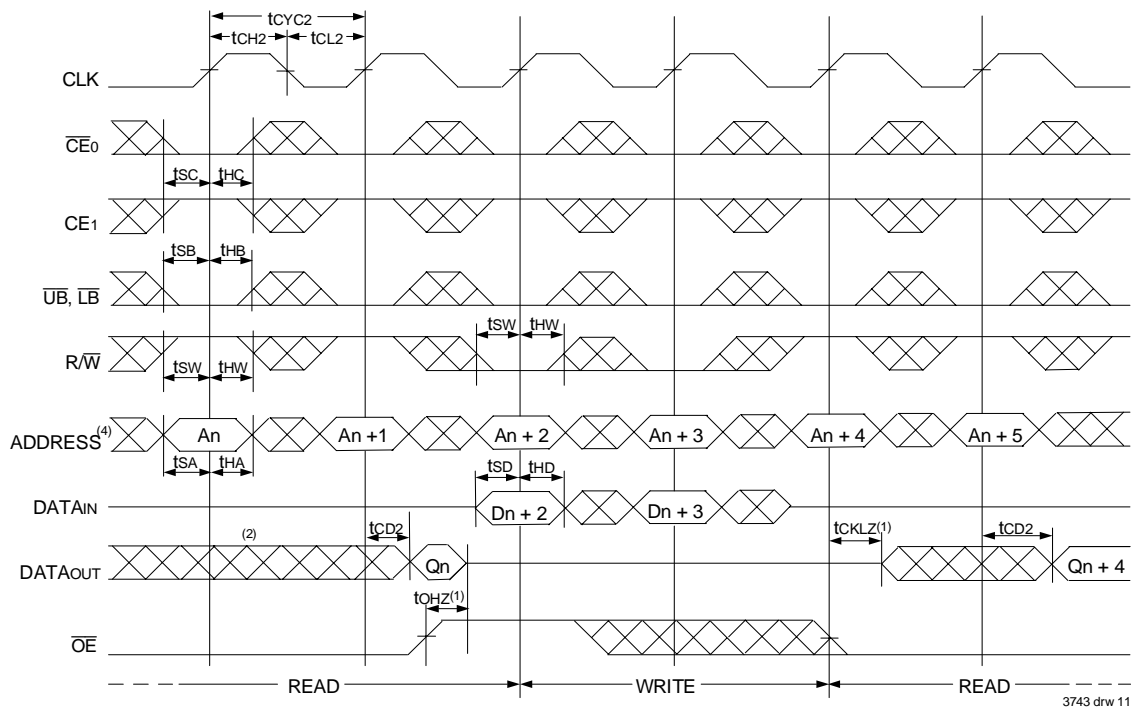 tCYC2
tCH2 tCL2
CLK
CE0
tSC tHC
CE1
tSB tHB
UB, LB
tSW tHW
R/W
tSW tHW
ADDRESS(4) An An +1 An + 2 An + 3 An + 4 An + 5
tSA tHA tSD tHD
DATAIN Dn + 2 Dn + 3
(2) tCD2 tCKLZ(1) tCD2
DATAOUT Qn Qn + 4
tOHZ(1)
OE
READ WRITE READ
3743 drw 11